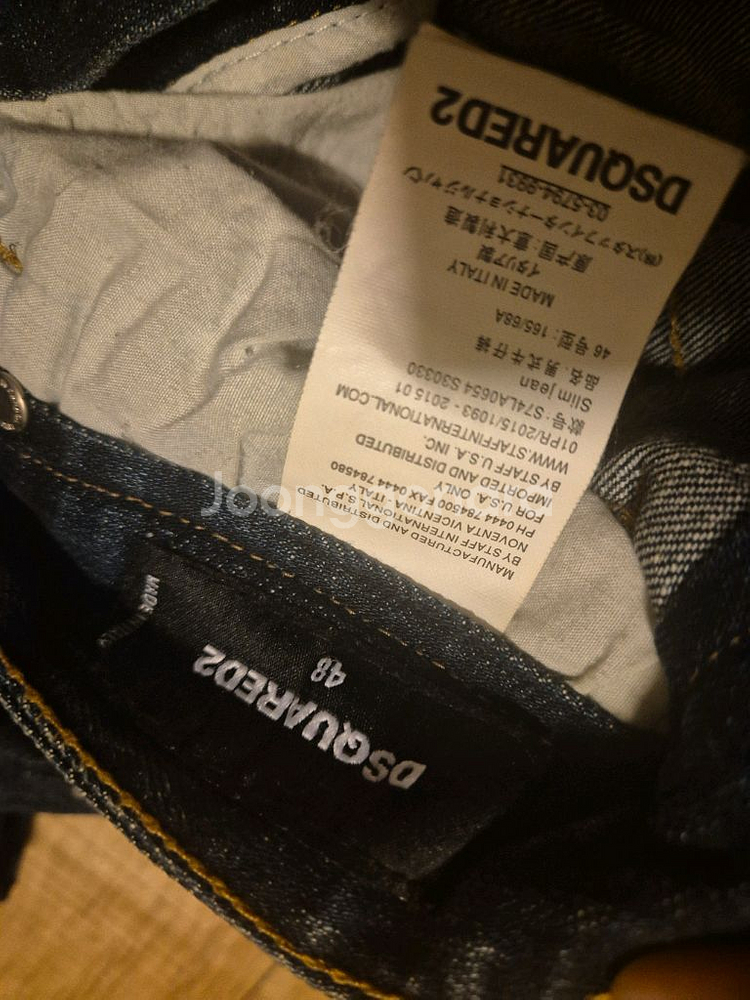 DSQUARED2
03-5794-9931
(株)スタッフインターナショナルジャパン
原产国:意大利製造
イタリア製
MADE IN ITALY
46 号型: 165/68A
品名: 男式牛仔裤
Slim jean
款号: S74LA0654 S30330
01PR/2015/1093 - 2015 01
WWW.STAFFINTERNATIONAL.COM
BY STAFF U.S.A. INC.
IMPORTED AND DISTRIBUTED
FOR U.S.A. ONLY
PH 0444 784500 FAX 0444 784580
NOVENTA VICENTINA, ITALY
BY STAFF INTERNATIONAL S.P.A.
MANUFACTURED AND DISTRIBUTED
48
DSQUARED2